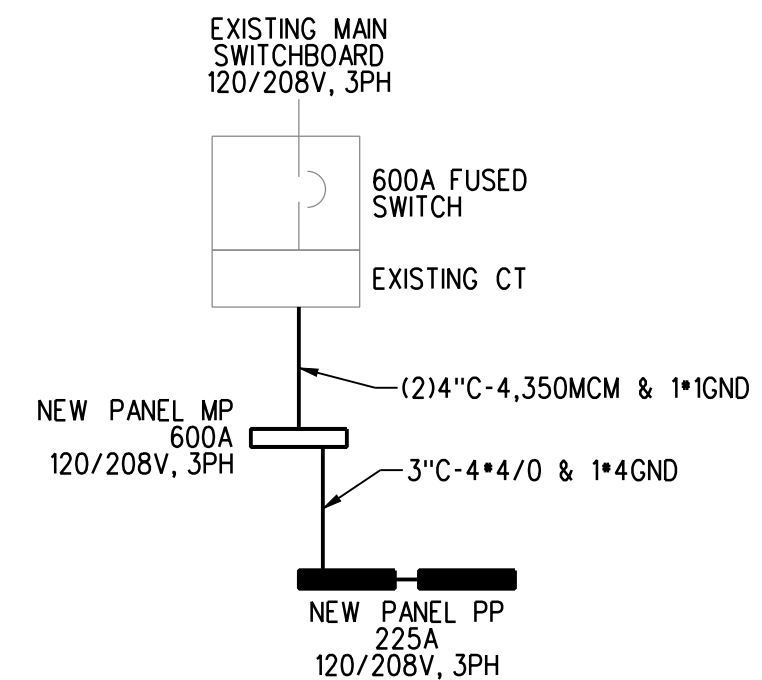 EXISTING MAIN
SWITCHBOARD
120/208V, 3PH
600A FUSED
SWITCH
EXISTING CT
(2)4"C-4,350MCM & 1#1GND
NEW PANEL MP
600A
120/208V, 3PH
3"C-4#4/0 & 1#4GND
NEW PANEL PP
225A
120/208V, 3PH